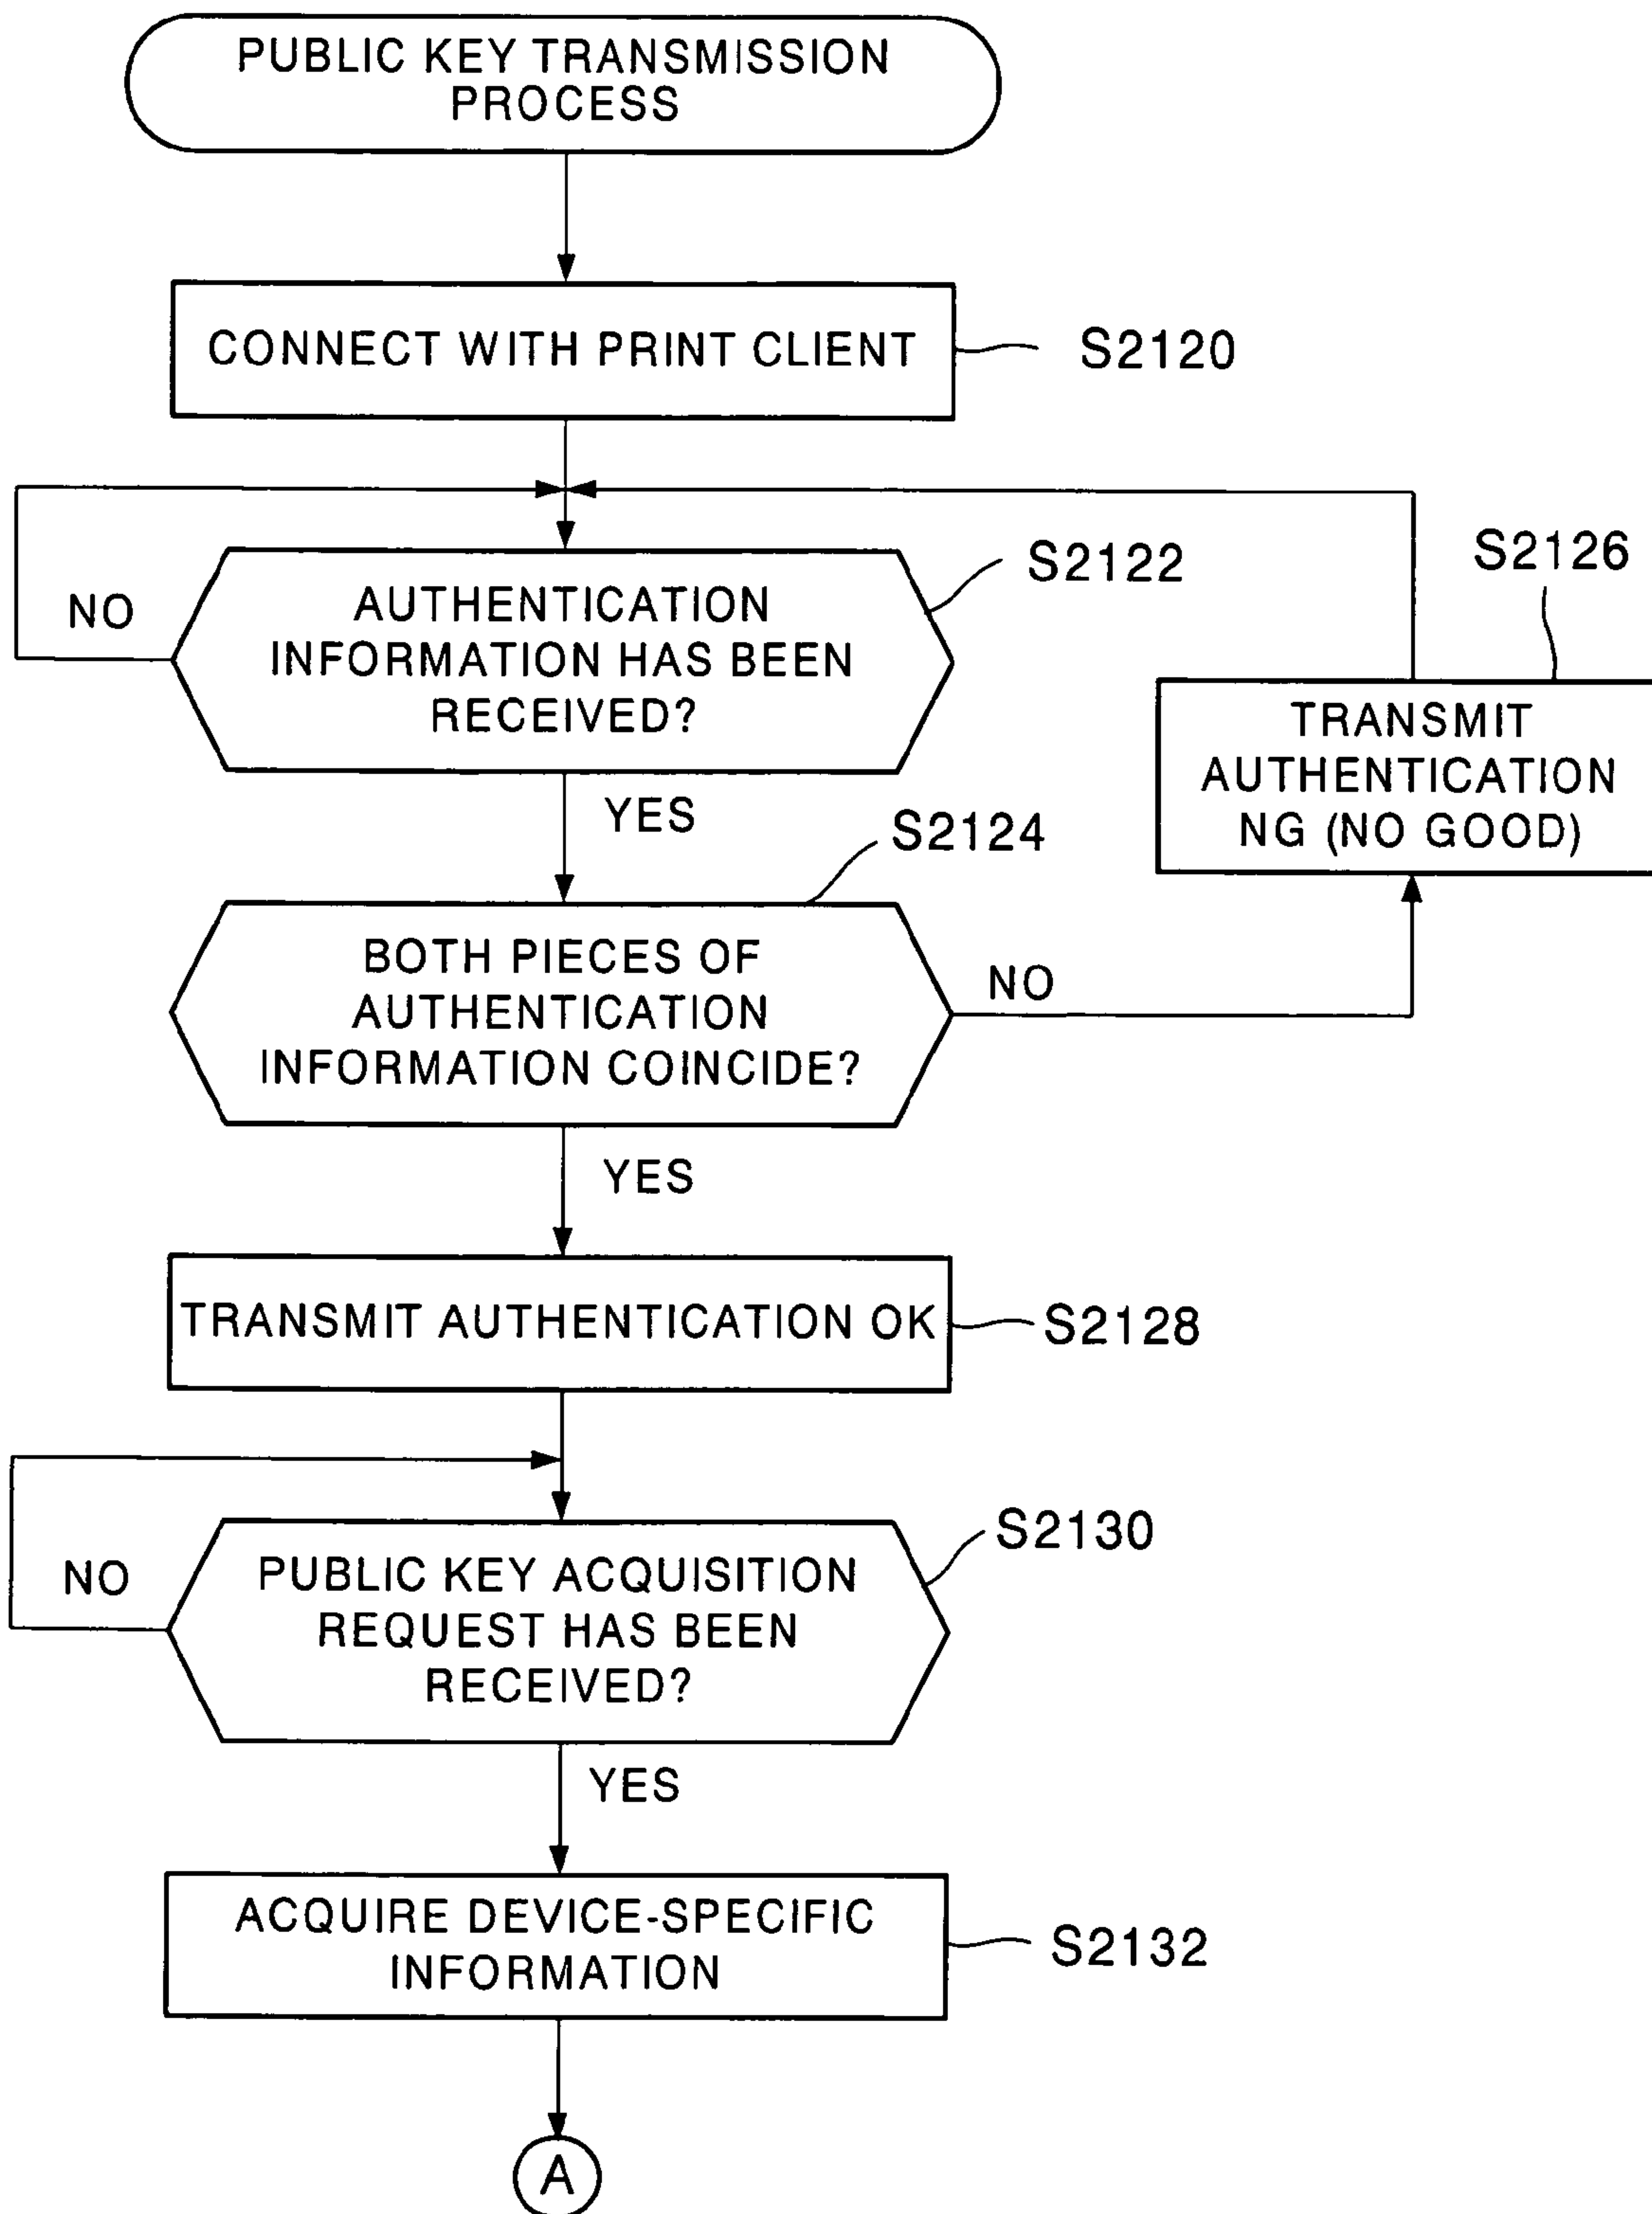 PUBLIC KEY TRANSMISSION
PROCESS
CONNECT WITH PRINT CLIENT
S2120
S2122
S2126
NO
AUTHENTICATION
INFORMATION HAS BEEN
RECEIVED?
TRANSMIT
AUTHENTICATION
NG (NO GOOD)
YES
S2124
BOTH PIECES OF
AUTHENTICATION
INFORMATION COINCIDE?
NO
YES
TRANSMIT AUTHENTICATION OK
S2128
S2130
NO
PUBLIC KEY ACQUISITION
REQUEST HAS BEEN
RECEIVED?
YES
ACQUIRE DEVICE-SPECIFIC
INFORMATION
S2132
A